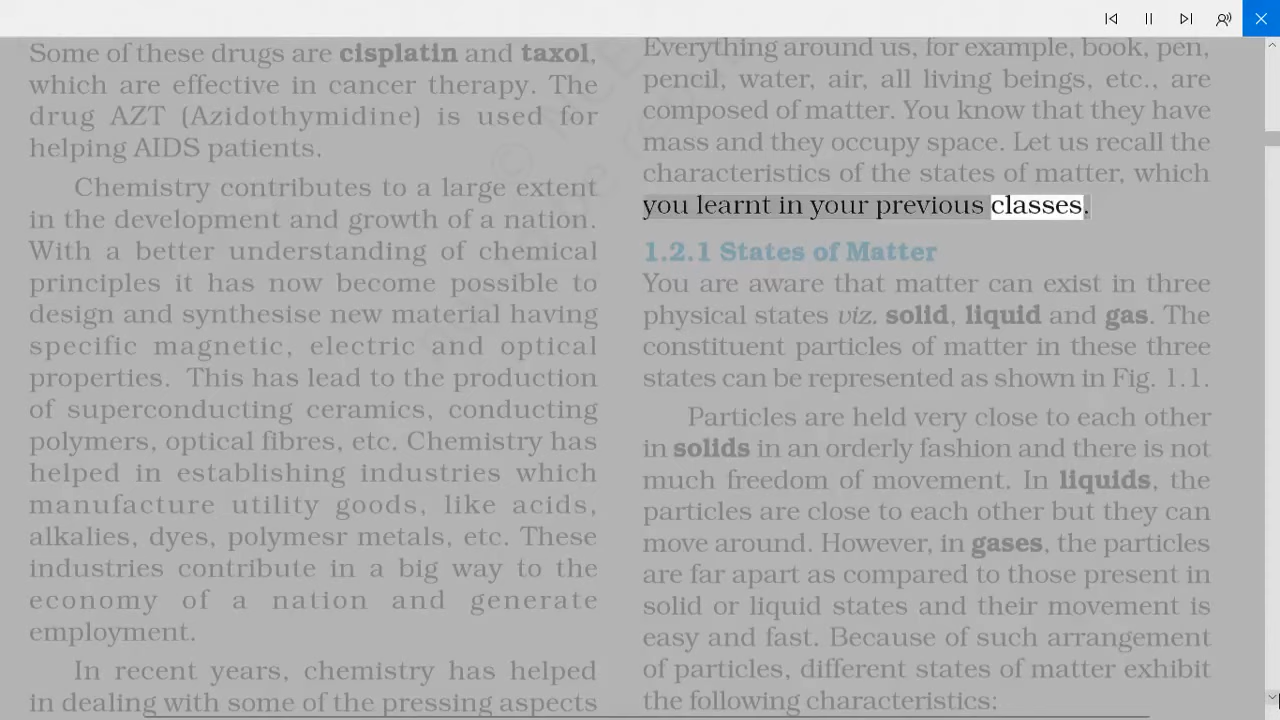 Some of these drugs are cisplatin and taxol,
which are effective in cancer therapy. The
drug AZT (Azidothymidine) is used for
helping AIDS patients.
Chemistry contributes to a large extent
in the development and growth of a nation.
With a better understanding of chemical
principles it has now become possible to
design and synthesise new material having
specific magnetic, electric and optical
properties. This has lead to the production
of superconducting ceramics, conducting
polymers, optical fibres, etc. Chemistry has
helped in establishing industries which
manufacture utility goods, like acids,
alkalies, dyes, polymesr metals, etc. These
industries contribute in a big way to the
economy of a nation and generate
employment.
In recent years, chemistry has helped
in dealing with some of the pressing aspects
Everything around us, for example, book, pen,
pencil, water, air, all living beings, etc., are
composed of matter. You know that they have
mass and they occupy space. Let us recall the
characteristics of the states of matter, which
you learnt in your previous classes.
1.2.1 States of Matter
You are aware that matter can exist in three
physical states viz. solid, liquid and gas. The
constituent particles of matter in these three
states can be represented as shown in Fig. 1.1.
Particles are held very close to each other
in solids in an orderly fashion and there is not
much freedom of movement. In liquids, the
particles are close to each other but they can
move around. However, in gases, the particles
are far apart as compared to those present in
solid or liquid states and their movement is
easy and fast. Because of such arrangement
of particles, different states of matter exhibit
the following characteristics: